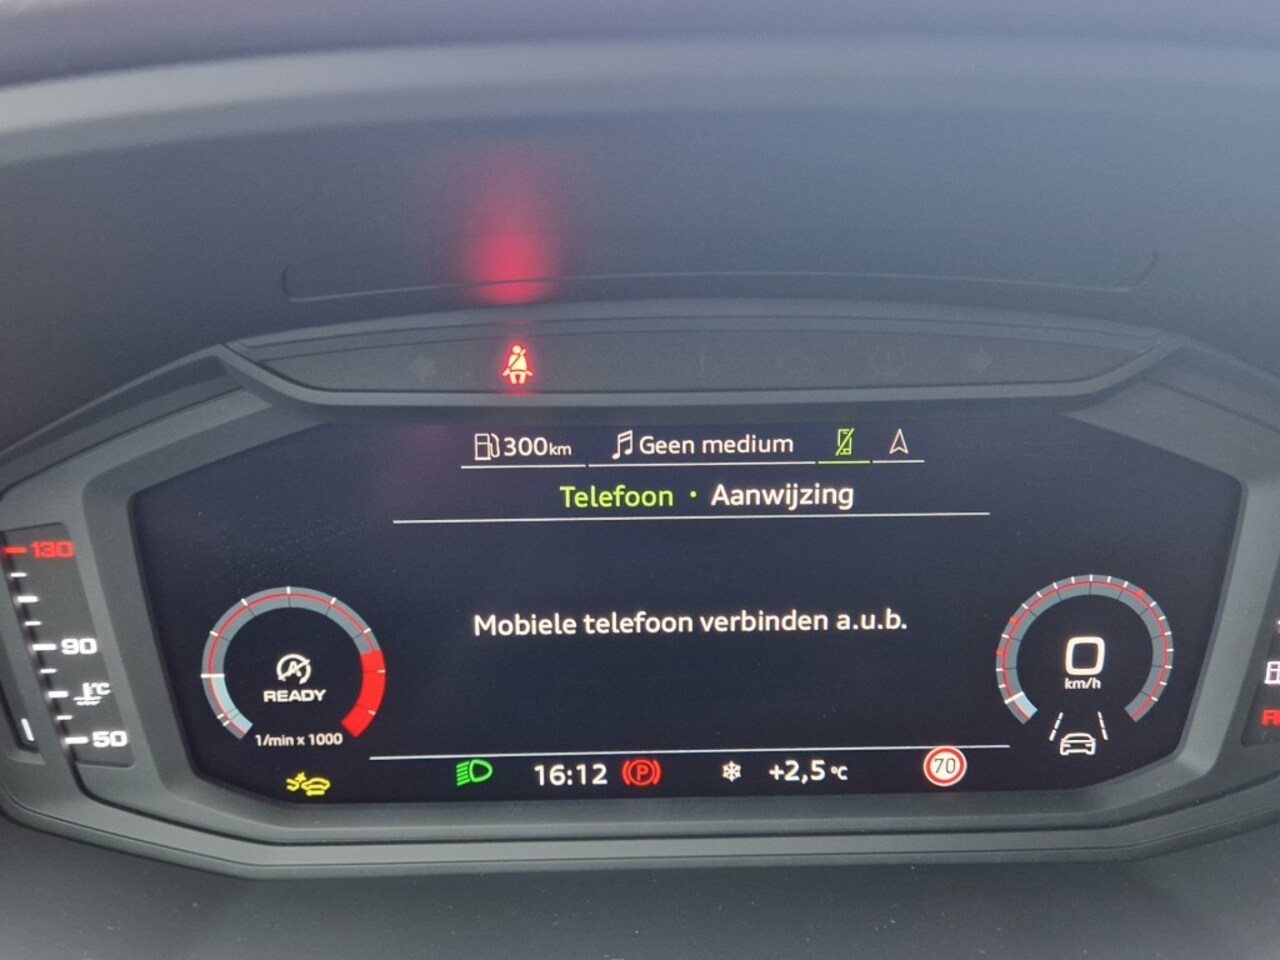 300km Geen medium
Telefoon · Aanwijzing
130
90
°C
50
Mobiele telefoon verbinden a.u.b.
A
READY
1/min x 1000
0
km/h
16:12 P +2,5 °C 70
R